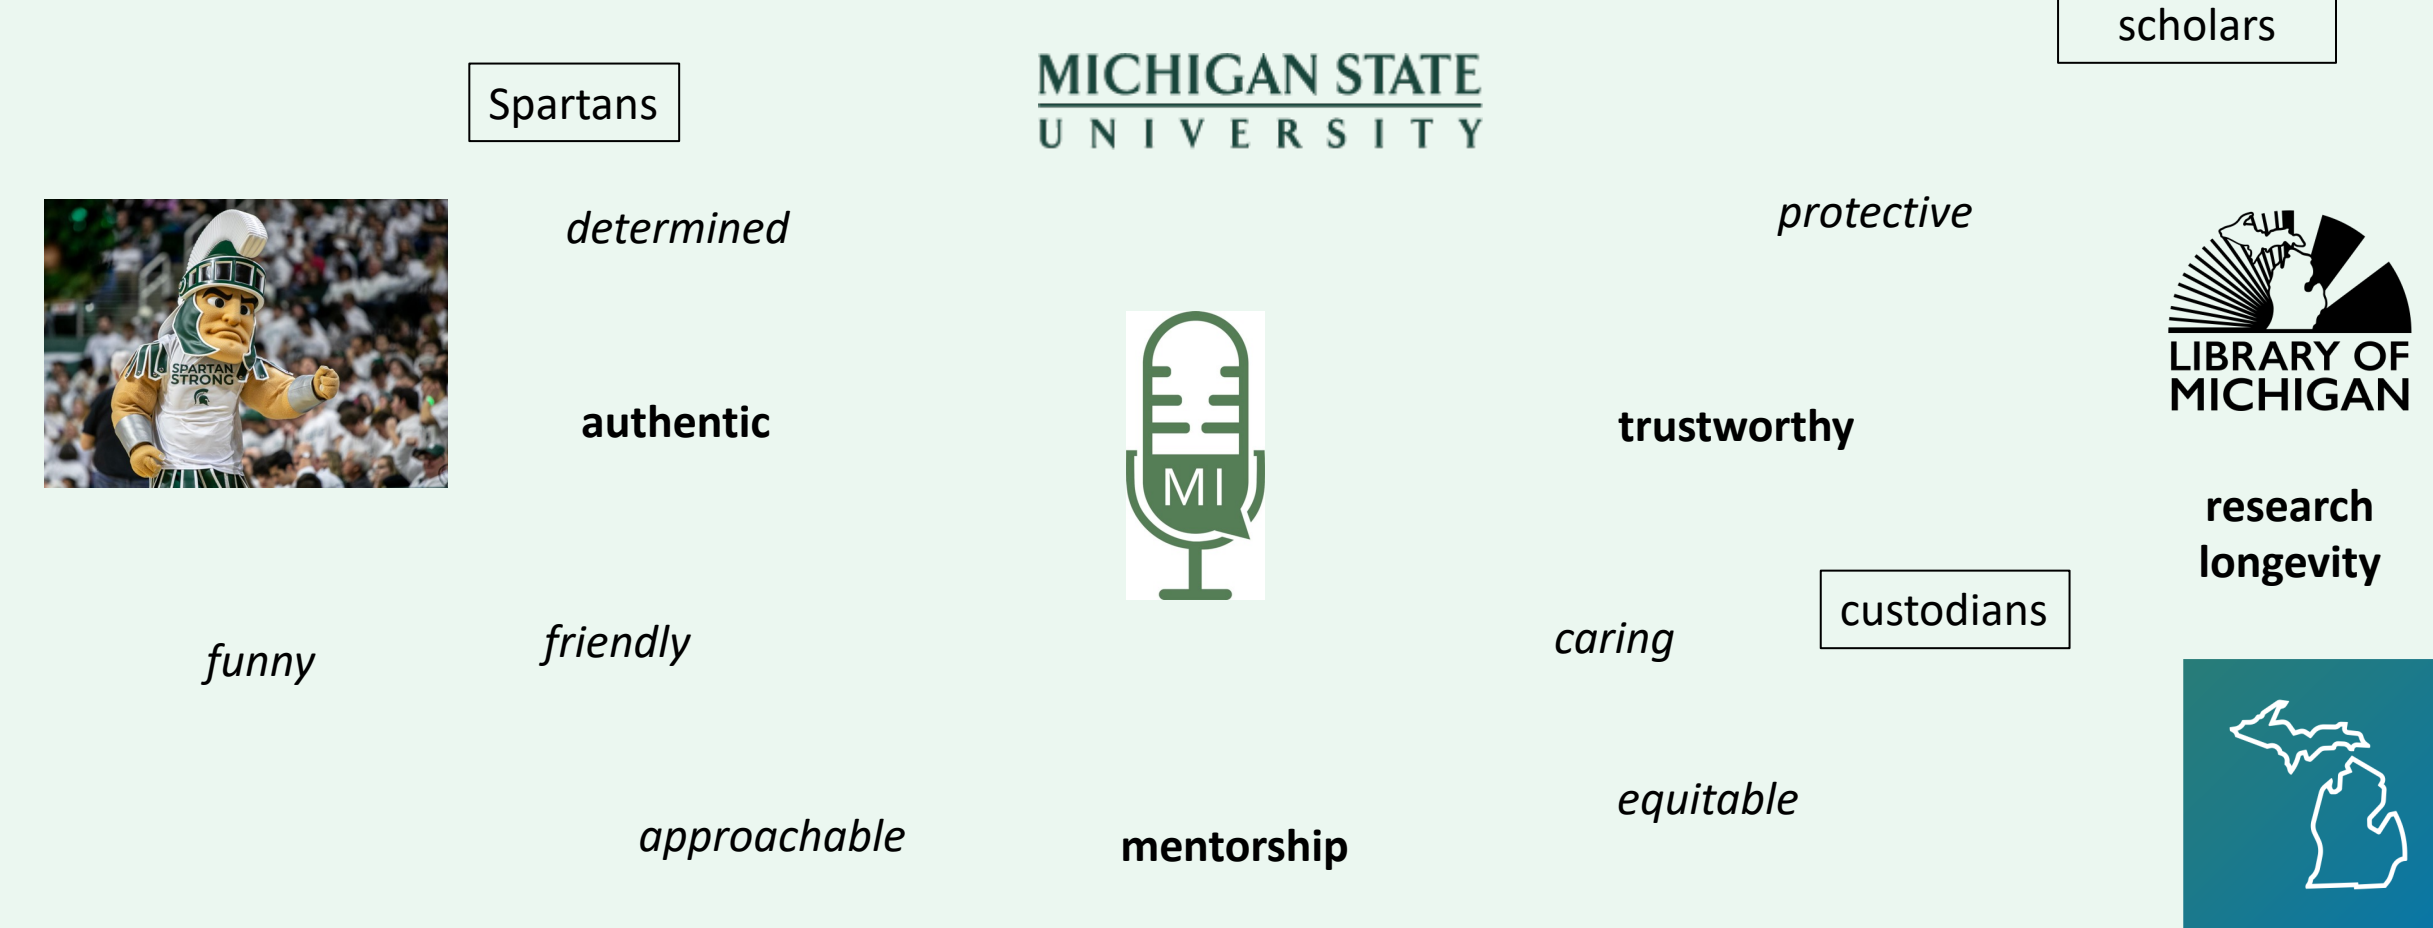 scholars
Spartans
MICHIGAN STATE
UNIVERSITY
determined
protective
SPARTAN
STRONG
LIBRARY OF
MICHIGAN
authentic
trustworthy
MI
research
longevity
custodians
funny
friendly
caring
equitable
approachable
mentorship